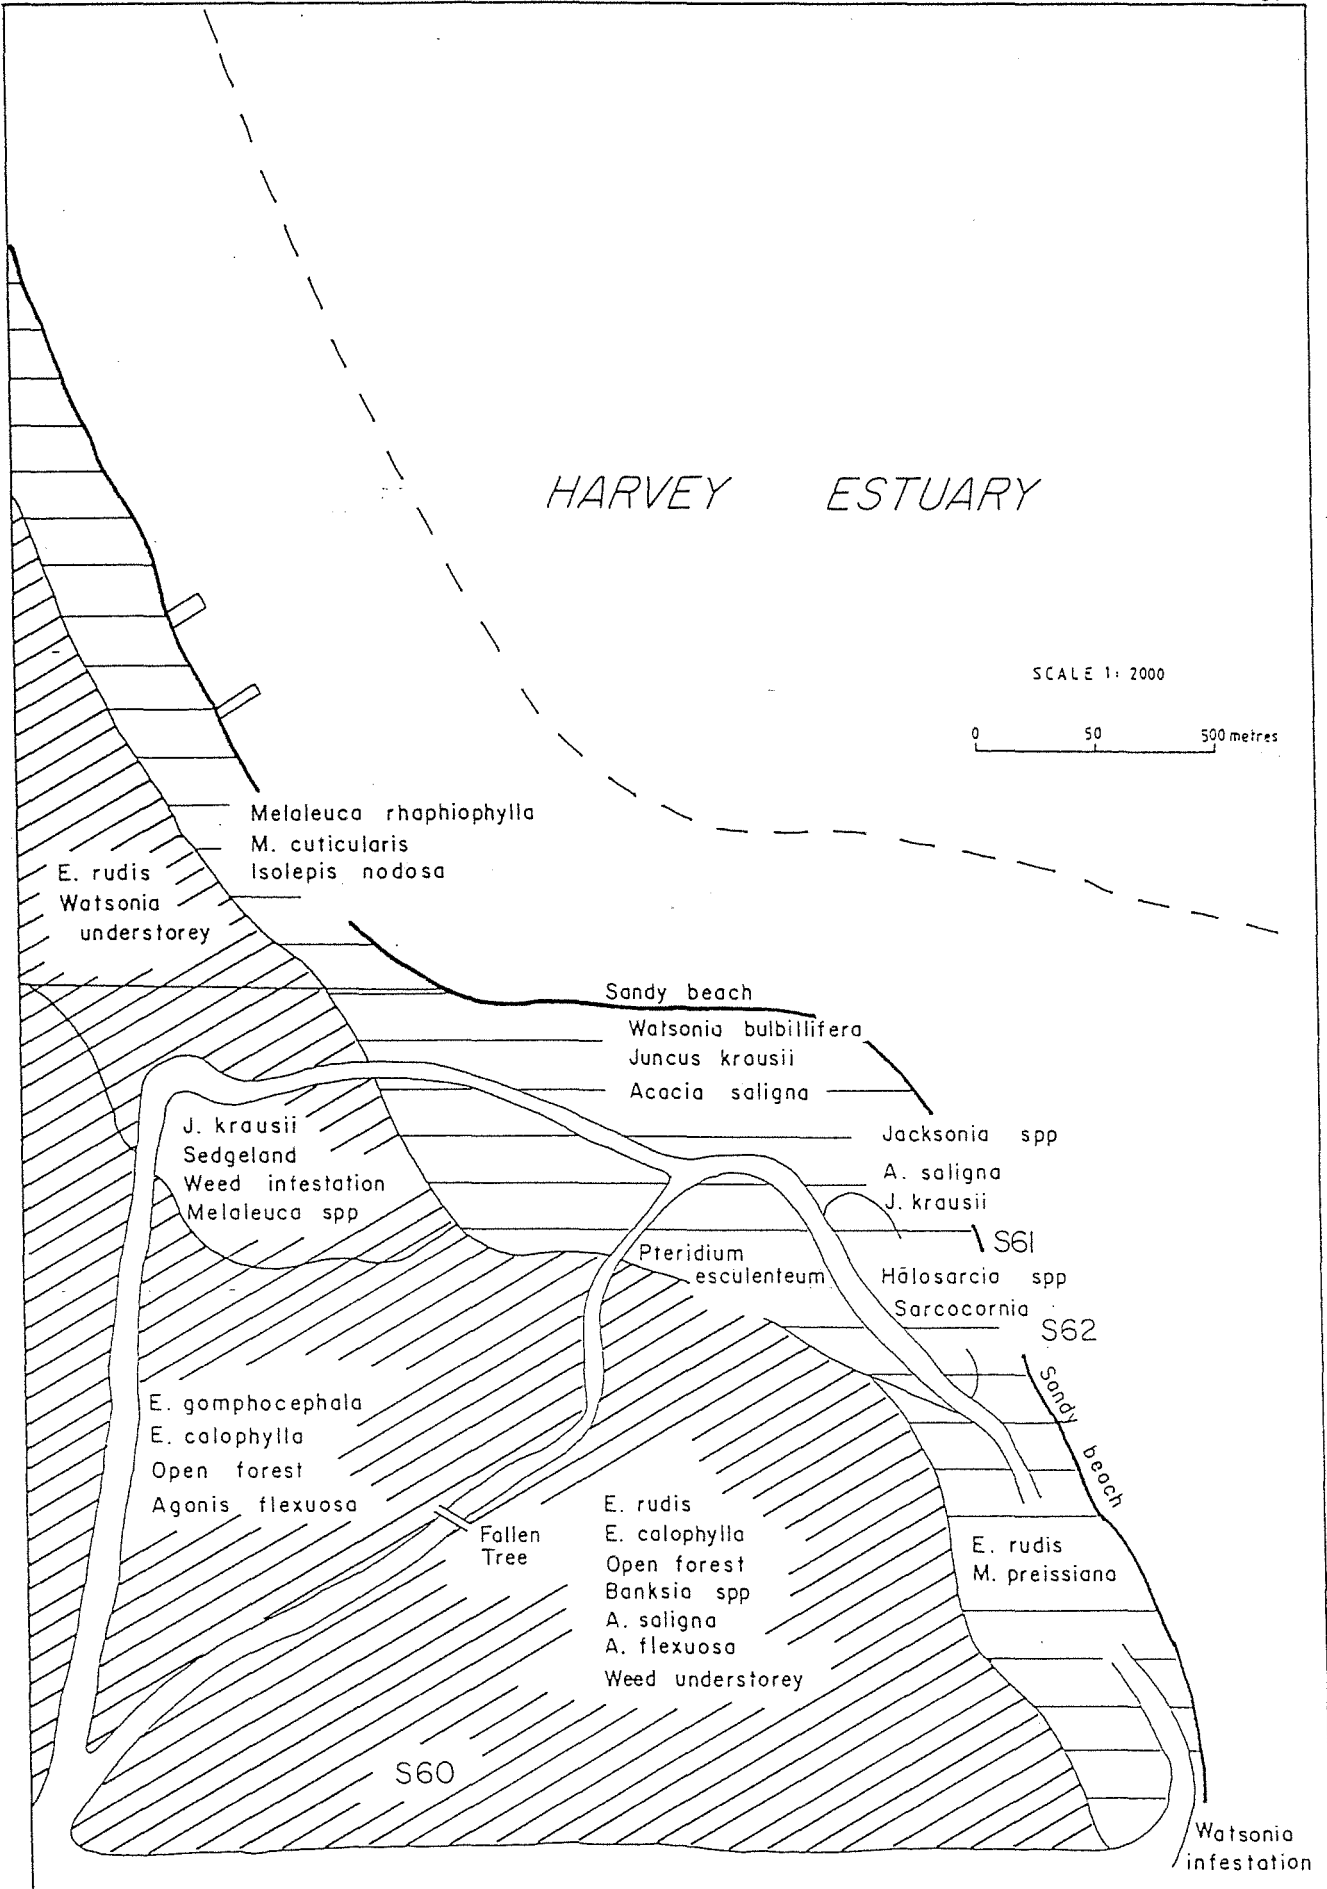 HARVEY ESTUARY
SCALE 1: 2000
0 50 500 metres
Melaleuca rhaphiophylla
M. cuticularis
Isolepis nodosa
E. rudis
Watsonia
understorey
Sandy beach
Watsonia bulbillifera
Juncus krausii
Acacia saligna
J. krausii
Sedgeland
Weed infestation
Melaleuca spp
Jacksonia spp
A. saligna
J. krausii
S61
Pteridium
esculenteum
Halosarcia spp
Sarcocornia
S62
Sandy beach
E. gomphocephala
E. calophylla
Open forest
Agonis flexuosa
Fallen
Tree
E. rudis
E. calophylla
Open forest
Banksia spp
A. saligna
A. flexuosa
Weed understorey
E. rudis
M. preissiana
S60
Watsonia
infestation